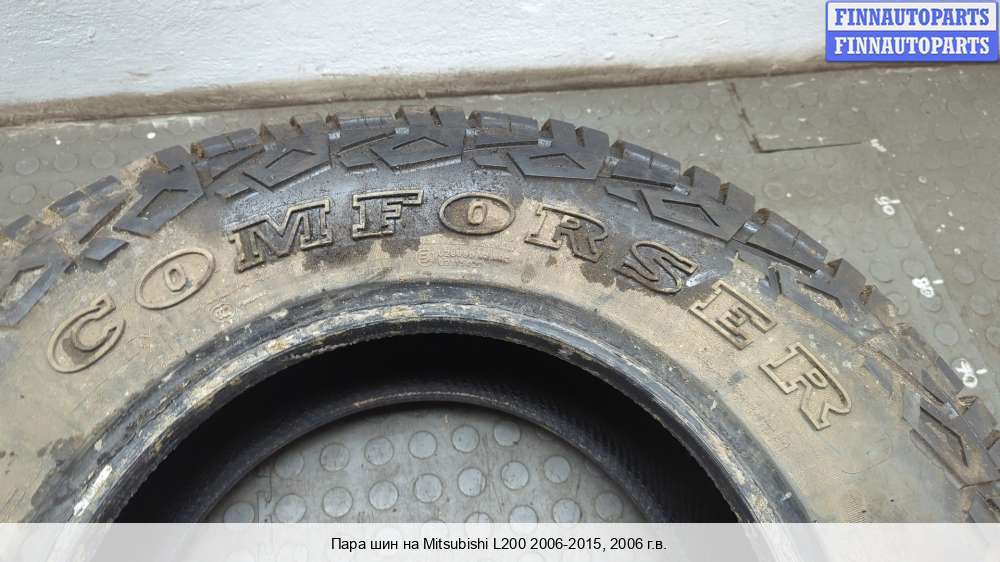 FINNAUTOPARTS
FINNAUTOPARTS
COMFORSER
Пара шин на Mitsubishi L200 2006-2015, 2006 г.в.